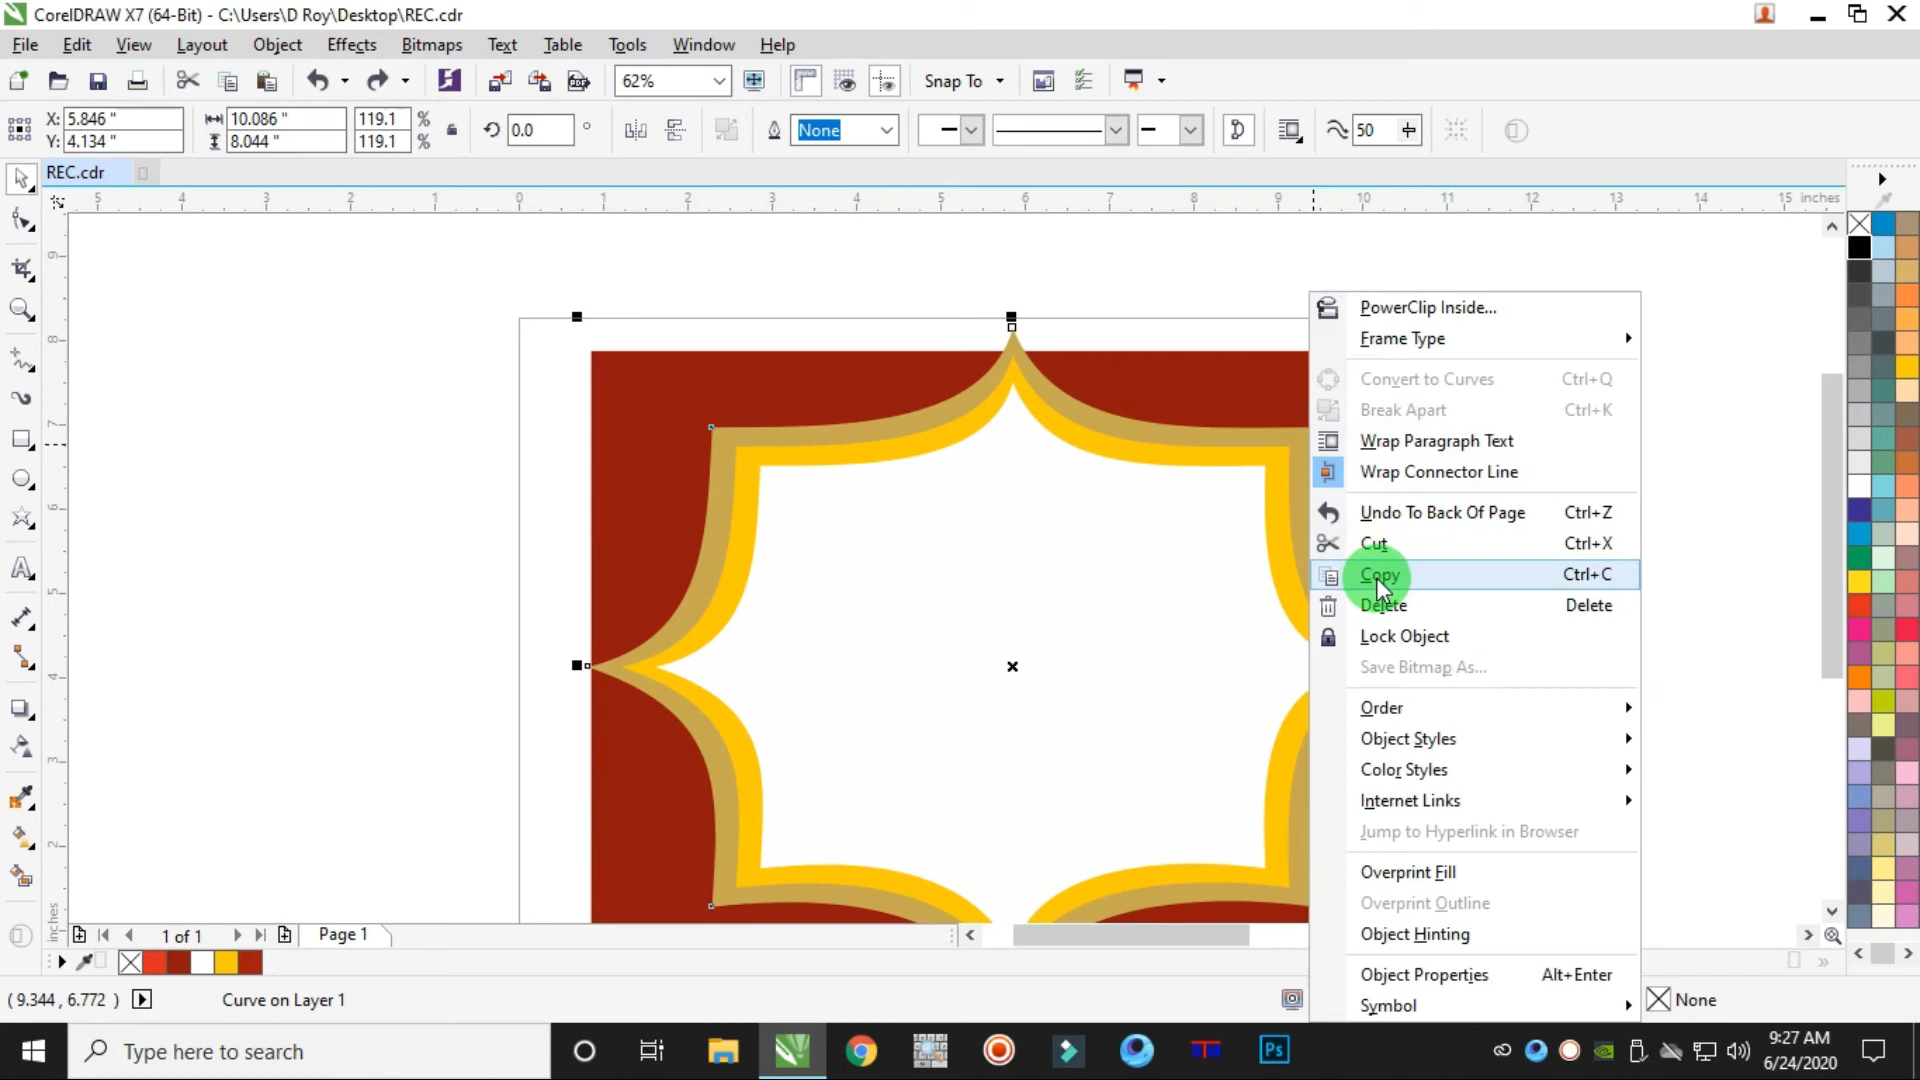 CorelDRAW X7 (64-Bit) - C:\Users\D Roy\Desktop\REC.cdr
File Edit View Layout Object Effects Bitmaps Text Table Tools Window Help
62% Snap To
X: 5.846 " 10.086 " 119.1 % 0.0 ° None 50
Y: 4.134 " 8.044 " 119.1 %
REC.cdr
5 4 3 2 1 0 1 2 3 4 5 6 7 8 9 10 11 12 13 14 15 inches
9
8
7
6
5
4
3
2
inches
PowerClip Inside...
Frame Type
Convert to Curves Ctrl+Q
Break Apart Ctrl+K
Wrap Paragraph Text
Wrap Connector Line
Undo To Back Of Page Ctrl+Z
Cut Ctrl+X
Copy Ctrl+C
Delete Delete
Lock Object
Save Bitmap As...
Order
Object Styles
Color Styles
Internet Links
Jump to Hyperlink in Browser
Overprint Fill
Overprint Outline
Object Hinting
Object Properties Alt+Enter
Symbol
1 of 1 Page 1
( 9.344 , 6.772 ) Curve on Layer 1 None
Type here to search
Ps
9:27 AM
6/24/2020